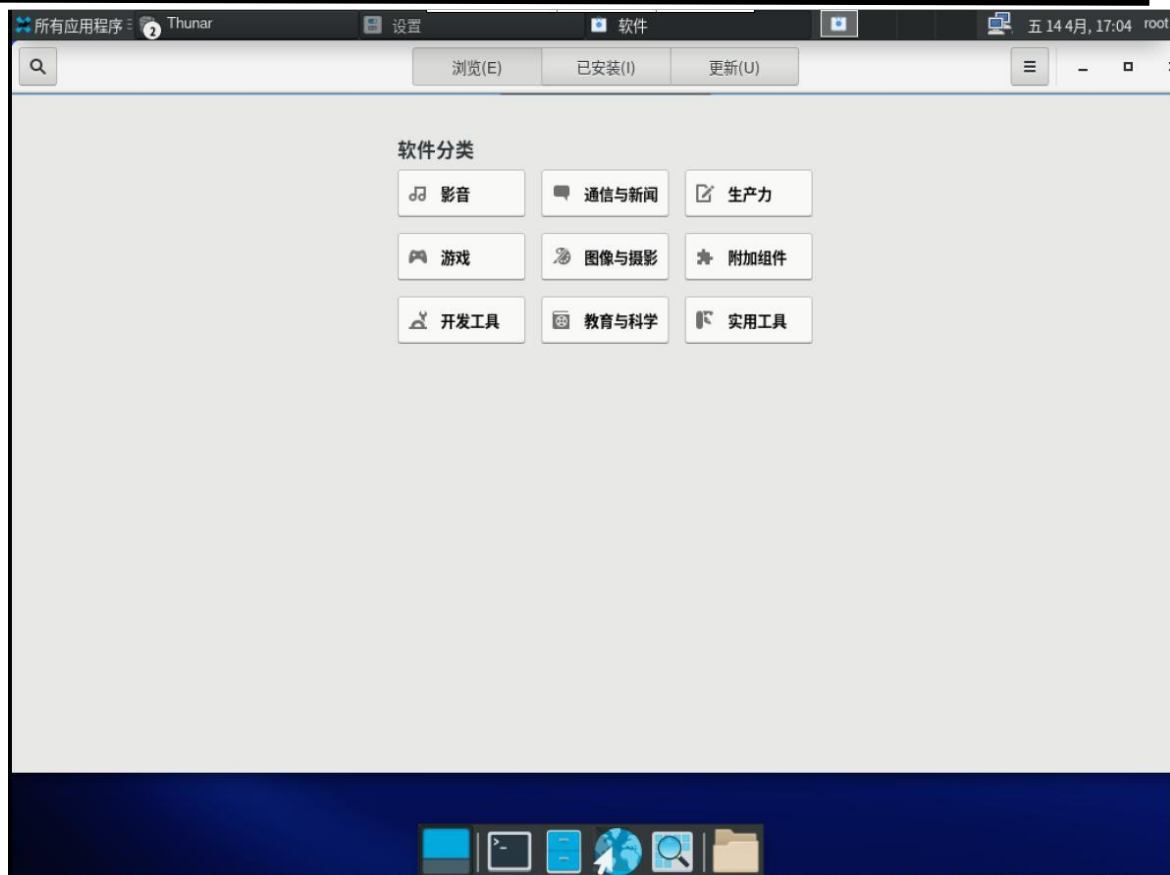 所有应用程序 2 Thunar 设置 软件 五 14 4月, 17:04 root
浏览(E) 已安装(I) 更新(U)
软件分类
影音 通信与新闻 生产力
游戏 图像与摄影 附加组件
开发工具 教育与科学 实用工具